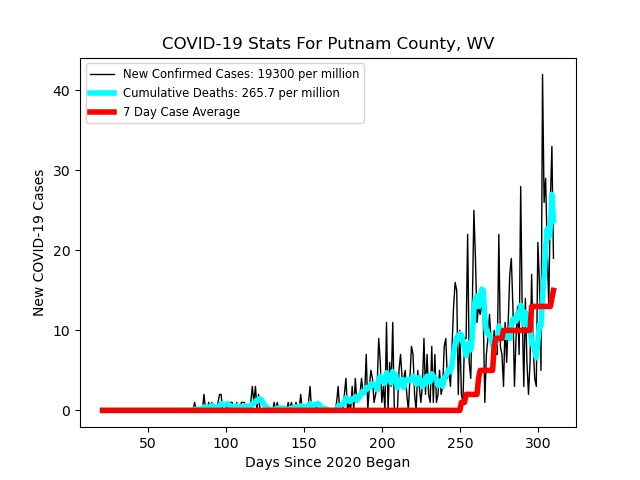 COVID-19 Stats For Putnam County, WV
New Confirmed Cases: 19300 per million
Cumulative Deaths: 265.7 per million
7 Day Case Average
New COVID-19 Cases
40
30
20
10
0
50 100 150 200 250 300
Days Since 2020 Began